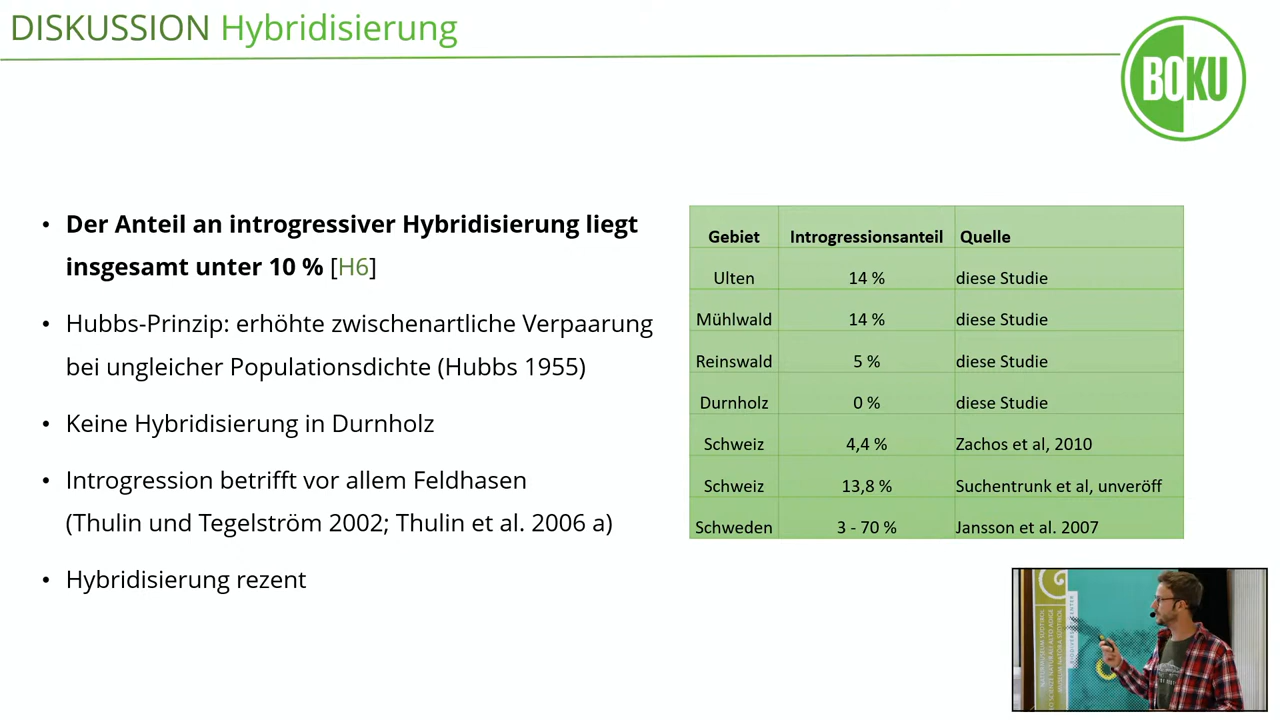 DISKUSSION Hybridisierung
BOKU
• Der Anteil an introgressiver Hybridisierung liegt
insgesamt unter 10 % [H6]
• Hubbs-Prinzip: erhöhte zwischenartliche Verpaarung
bei ungleicher Populationsdichte (Hubbs 1955)
• Keine Hybridisierung in Durnholz
• Introgression betrifft vor allem Feldhasen
(Thulin und Tegelström 2002; Thulin et al. 2006 a)
• Hybridisierung rezent
Gebiet Introgressionsanteil Quelle
Ulten 14 % diese Studie
Mühlwald 14 % diese Studie
Reinswald 5 % diese Studie
Durnholz 0 % diese Studie
Schweiz 4,4 % Zachos et al, 2010
Schweiz 13,8 % Suchentrunk et al, unveröff
Schweden 3 - 70 % Jansson et al. 2007
NATURMUSEUM SÜDTIROL